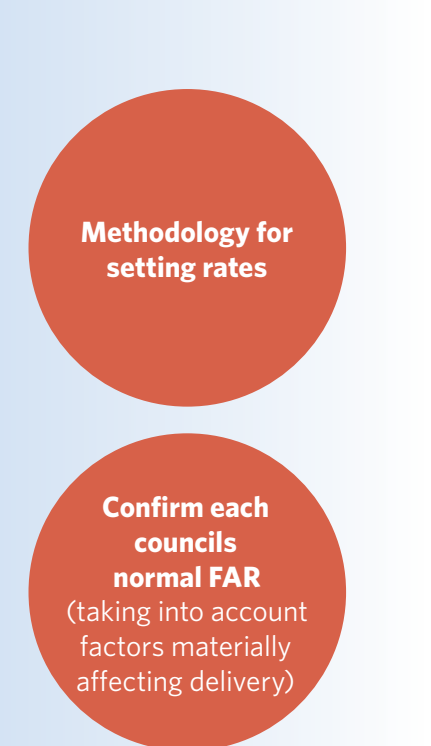 Methodology for
setting rates
Confirm each
councils
normal FAR
(taking into account
factors materially
affecting delivery)